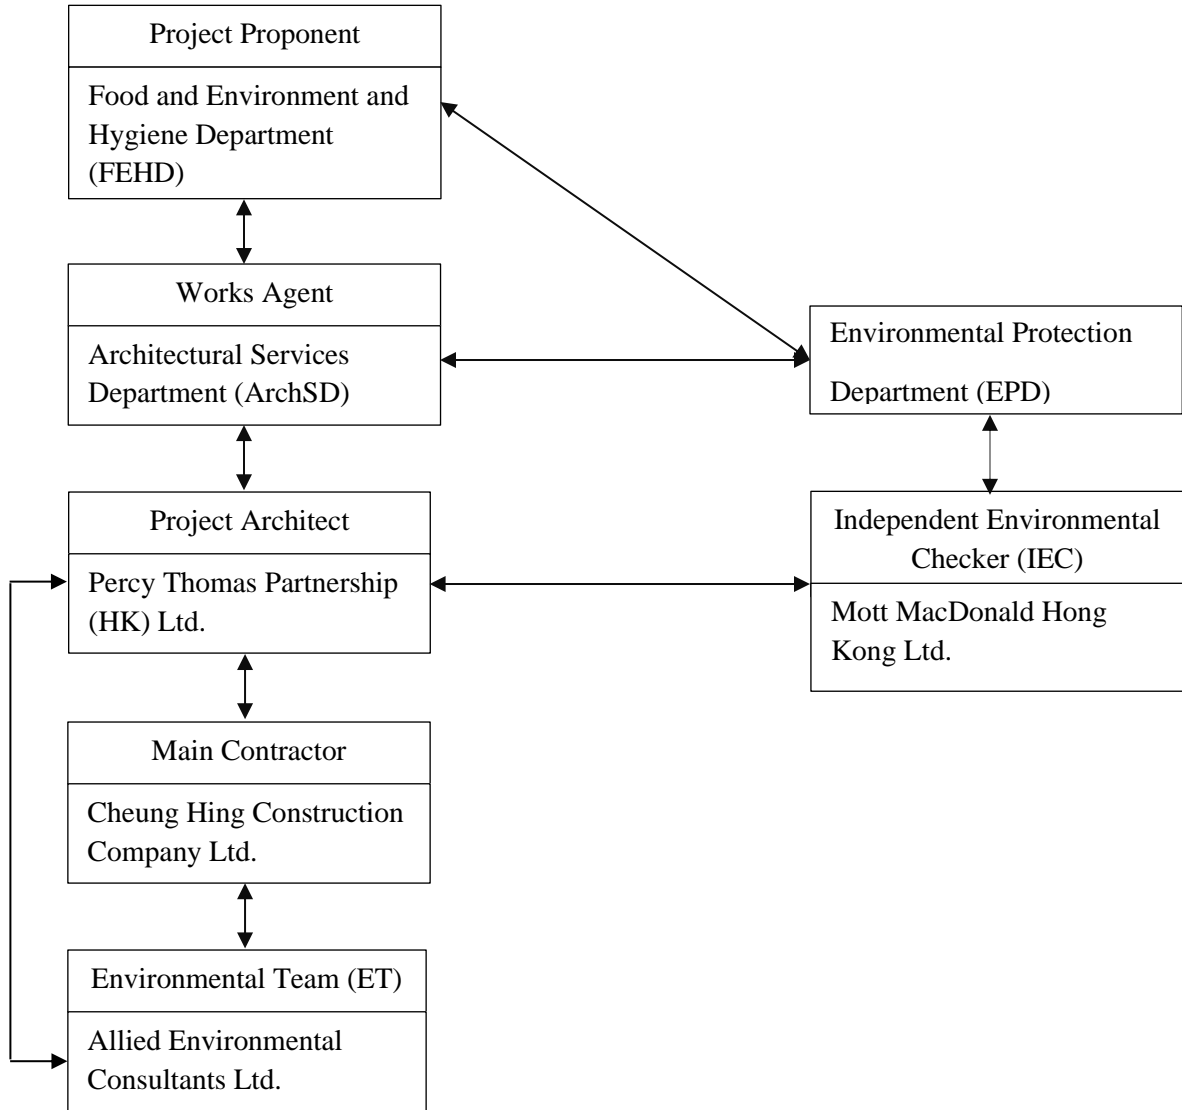 Project Proponent
Food and Environment and
Hygiene Department
(FEHD)
Works Agent
Architectural Services
Department (ArchSD)
Environmental Protection
Department (EPD)
Project Architect
Percy Thomas Partnership
(HK) Ltd.
Independent Environmental
Checker (IEC)
Mott MacDonald Hong
Kong Ltd.
Main Contractor
Cheung Hing Construction
Company Ltd.
Environmental Team (ET)
Allied Environmental
Consultants Ltd.